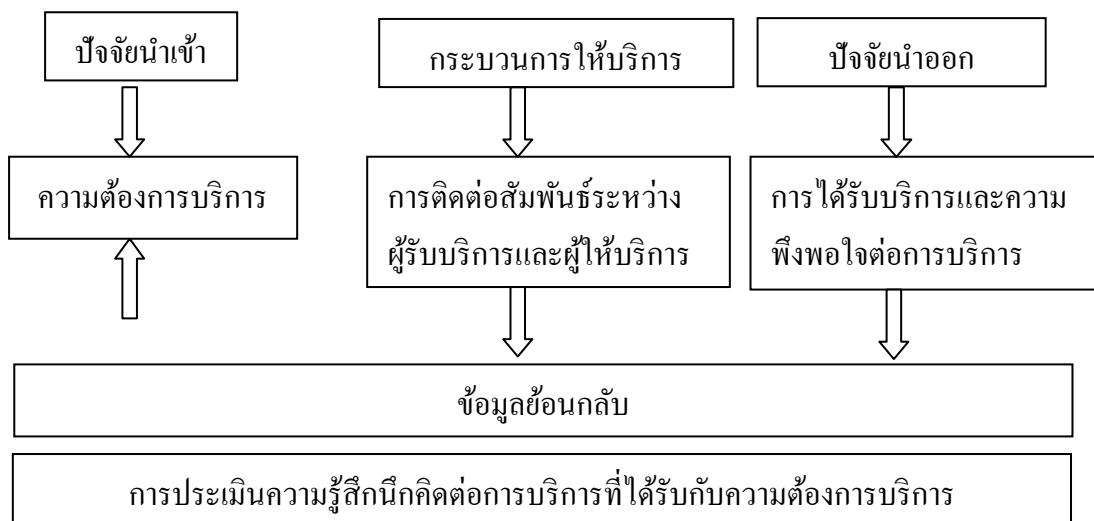 ปัจจัยนำเข้า
กระบวนการให้บริการ
ปัจจัยนำออก
ความต้องการบริการ
การติดต่อสัมพันธ์ระหว่าง
ผู้รับบริการและผู้ให้บริการ
การได้รับบริการและความ
พึงพอใจต่อการบริการ
ข้อมูลย้อนกลับ
การประเมินความรู้สึกนึกคิดต่อการบริการที่ได้รับกับความต้องการบริการ